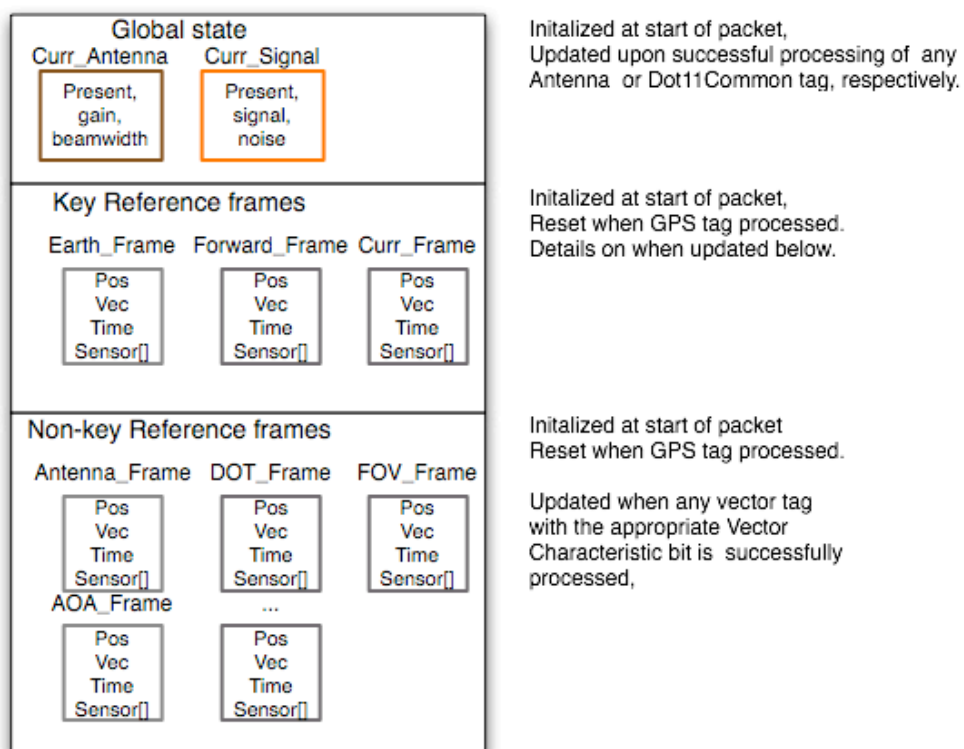 Global state
Curr_Antenna Curr_Signal
Present,
gain,
beamwidth
Present,
signal,
noise
Initalized at start of packet,
Updated upon successful processing of any
Antenna or Dot11Common tag, respectively.
Key Reference frames
Earth_Frame Forward_Frame Curr_Frame
Pos
Vec
Time
Sensor[]
Pos
Vec
Time
Sensor[]
Pos
Vec
Time
Sensor[]
Initalized at start of packet,
Reset when GPS tag processed.
Details on when updated below.
Non-key Reference frames
Antenna_Frame DOT_Frame FOV_Frame
Pos
Vec
Time
Sensor[]
Pos
Vec
Time
Sensor[]
Pos
Vec
Time
Sensor[]
AOA_Frame ...
Pos
Vec
Time
Sensor[]
Pos
Vec
Time
Sensor[]
Initalized at start of packet
Reset when GPS tag processed.
Updated when any vector tag
with the appropriate Vector
Characteristic bit is successfully
processed,